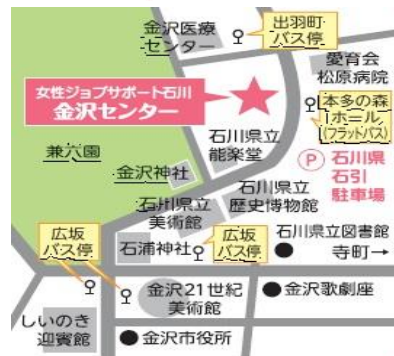 金沢医療
センター
出羽町
バス停
愛育会
松原病院
女性ジョブサポート石川
金沢センター
本多の森
ホール
(フラットバス)
石川県立
能楽堂
兼六園
P
石川県
石引
駐車場
金沢神社
石川県立
歴史博物館
石川県立
美術館
広坂
バス停
石浦神社
広坂
バス停
石川県立図書館
寺町→
金沢21世紀
美術館
金沢歌劇座
しいのき
迎賓館
金沢市役所